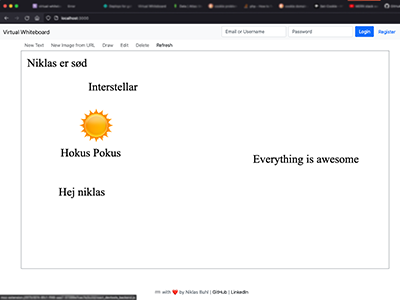 localhost
Virtual Whiteboard
Email or Username
Password
Login
Register
New Text
New Image from URL
Draw
Edit
Delete
Refresh
Niklas er sød
Interstellar
Hokus Pokus
Everything is awesome
Hej niklas
with ❤ by Niklas Buhl | GitHub | LinkedIn